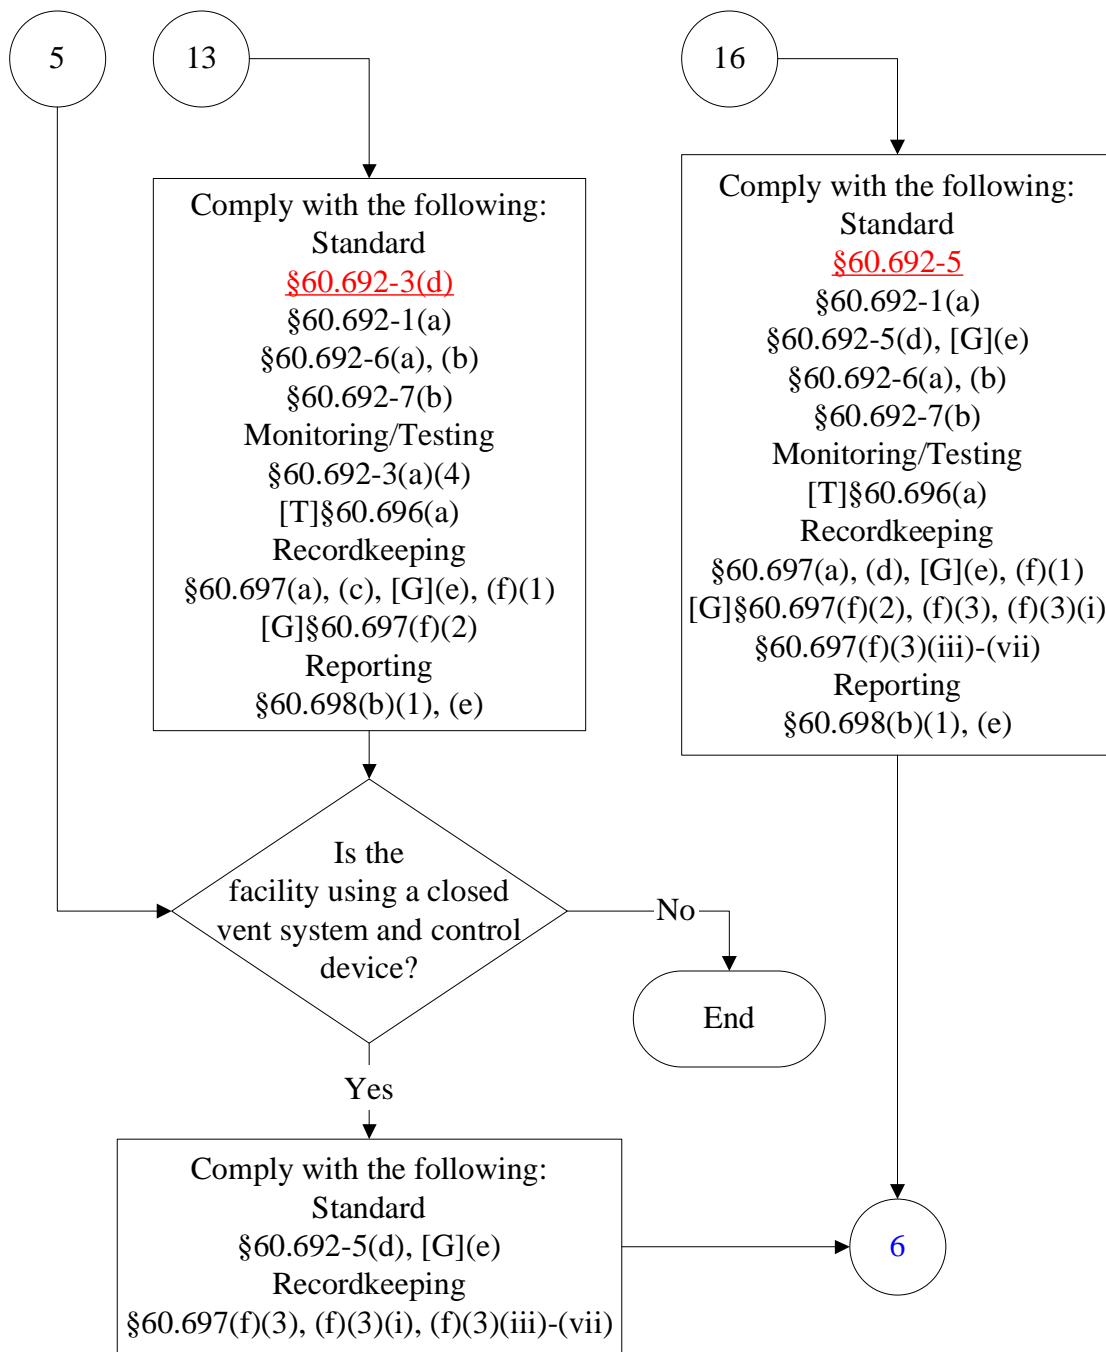 5
13
16
Comply with the following:
Standard
§60.692-3(d)
§60.692-1(a)
§60.692-6(a), (b)
§60.692-7(b)
Monitoring/Testing
§60.692-3(a)(4)
[T]§60.696(a)
Recordkeeping
§60.697(a), (c), [G](e), (f)(1)
[G]§60.697(f)(2)
Reporting
§60.698(b)(1), (e)
Comply with the following:
Standard
§60.692-5
§60.692-1(a)
§60.692-5(d), [G](e)
§60.692-6(a), (b)
§60.692-7(b)
Monitoring/Testing
[T]§60.696(a)
Recordkeeping
§60.697(a), (d), [G](e), (f)(1)
[G]§60.697(f)(2), (f)(3), (f)(3)(i)
§60.697(f)(3)(iii)-(vii)
Reporting
§60.698(b)(1), (e)
Is the
facility using a closed
vent system and control
device?
No
End
Yes
Comply with the following:
Standard
§60.692-5(d), [G](e)
Recordkeeping
§60.697(f)(3), (f)(3)(i), (f)(3)(iii)-(vii)
6